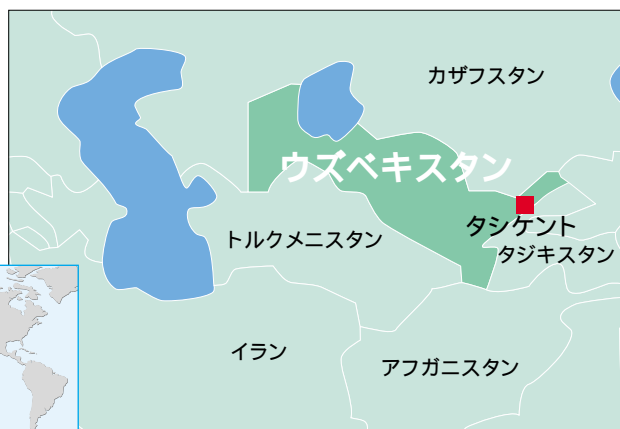 カザフスタン
ウズベキスタン
タシケント
トルクメニスタン
タジキスタン
イラン
アフガニスタン